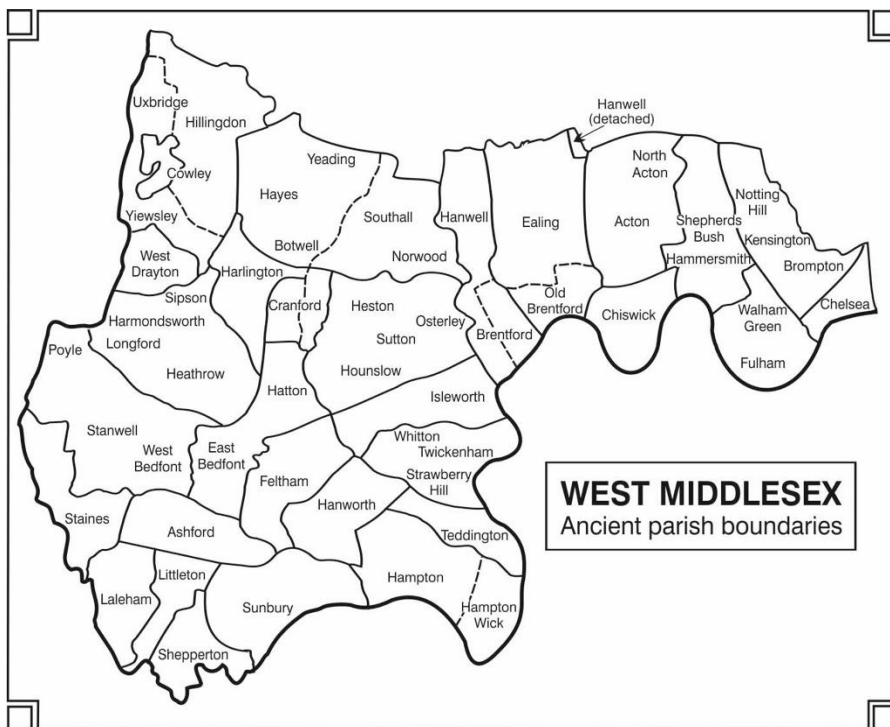 Uxbridge
Hillingdon
Cowley
Yiewsley
West
Drayton
Hayes
Yeading
Botwell
Southall
Norwood
Hanwell
Ealing
Hanwell
(detached)
North
Acton
Acton
Shepherds
Bush
Hammersmith
Notting
Hill
Kensington
Brompton
Chelsea
Harlington
Cranford
Sipson
Harmondsworth
Longford
Heathrow
Heston
Osterley
Sutton
Hounslow
Brentford
Old
Brentford
Chiswick
Walham
Green
Fulham
Poyle
Stanwell
West
Bedfont
East
Bedfont
Hatton
Isleworth
Whitton
Twickenham
Strawberry
Hill
Feltham
Hanworth
Staines
Ashford
Teddington
Laleham
Littleton
Sunbury
Hampton
Hampton
Wick
Shepperton
WEST MIDDLESEX
Ancient parish boundaries